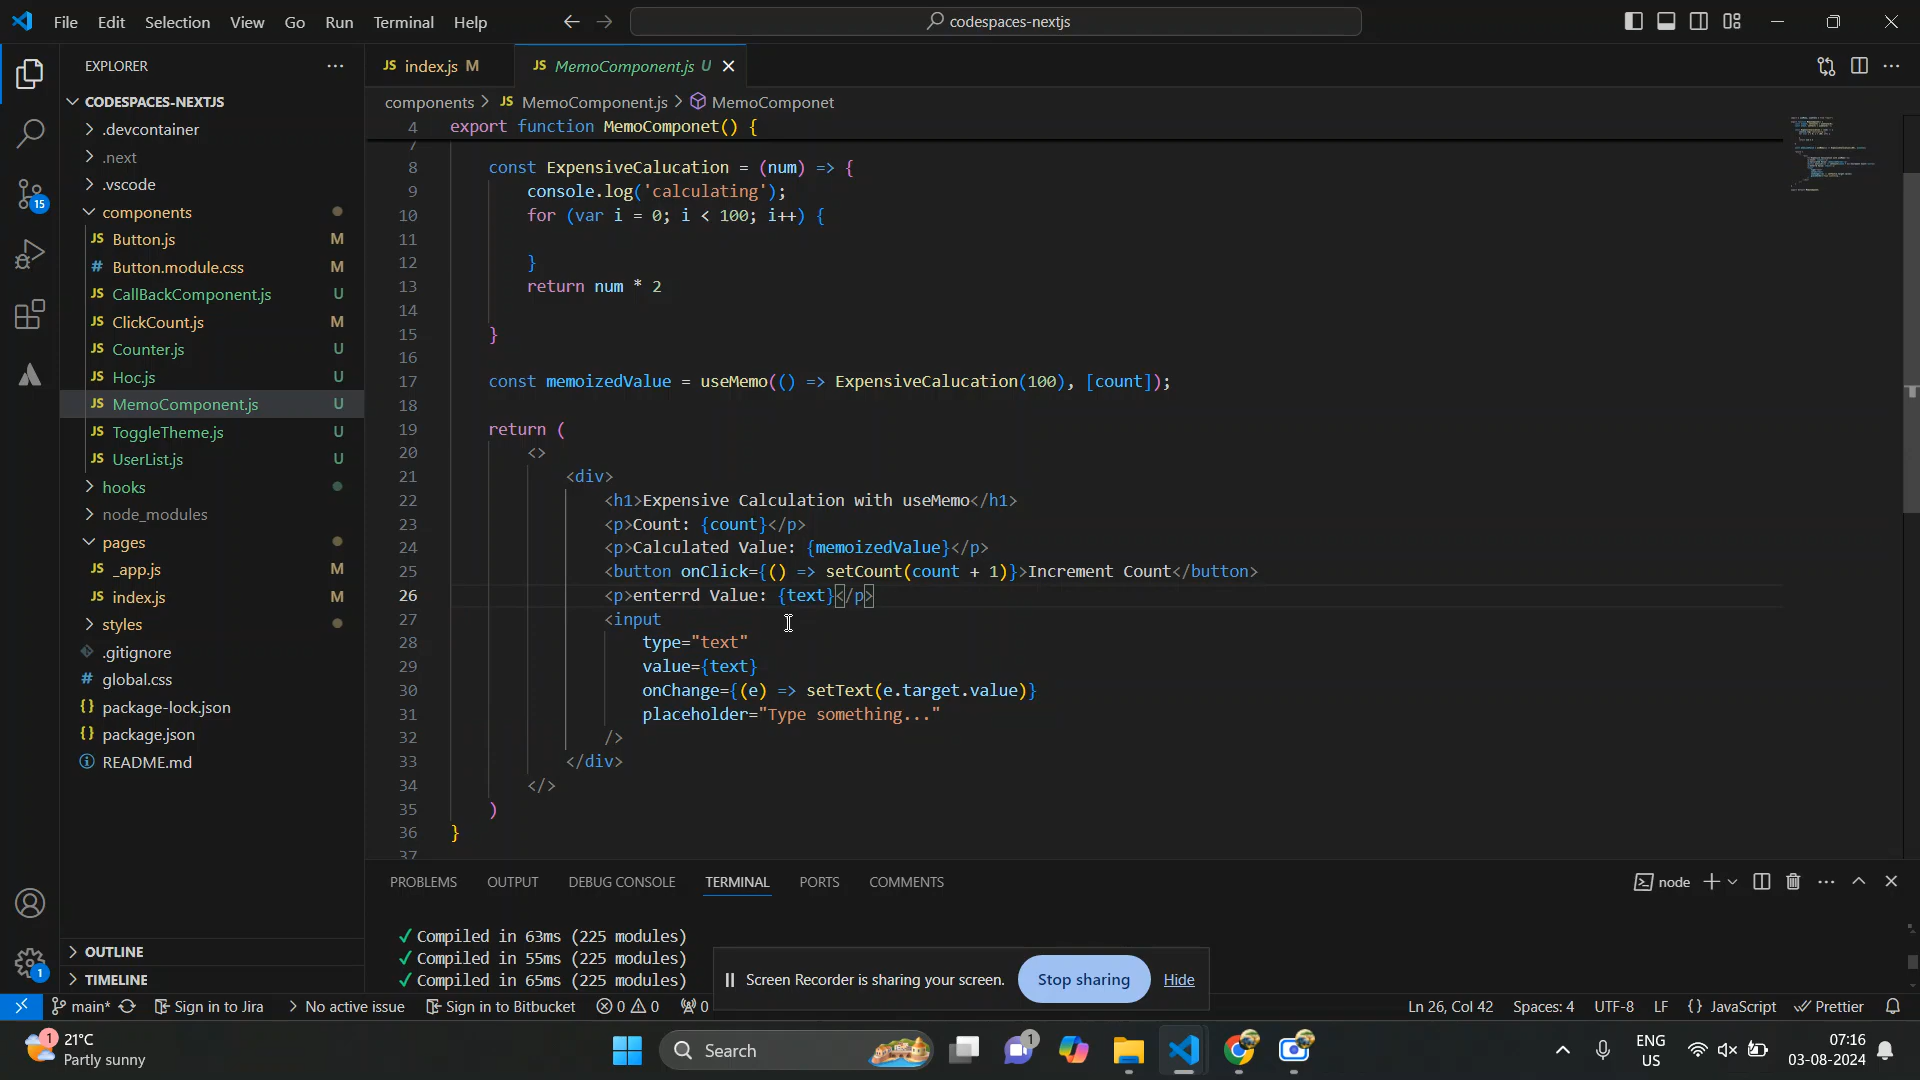 File Edit Selection View Go Run Terminal Help
codespaces-nextjs
EXPLORER
CODESPACES-NEXTJS
.devcontainer
.next
.vscode
components
Button.js M
Button.module.css M
CallBackComponent.js U
ClickCount.js M
Counter.js U
Hoc.js U
MemoComponent.js U
ToggleTheme.js U
UserList.js U
hooks
node_modules
pages
_app.js M
index.js M
styles
.gitignore
global.css
package-lock.json
package.json
README.md
OUTLINE
TIMELINE
15
1
JS index.js M
JS MemoComponent.js U
components > JS MemoComponent.js > MemoComponet
4 export function MemoComponet() {
7
8 const ExpensiveCalucation = (num) => {
9 console.log('calculating');
10 for (var i = 0; i < 100; i++) {
11
12 }
13 return num * 2
14
15 }
16
17 const memoizedValue = useMemo(() => ExpensiveCalucation(100), [count]);
18
19 return (
20 <>
21 <div>
22 <h1>Expensive Calculation with useMemo</h1>
23 <p>Count: {count}</p>
24 <p>Calculated Value: {memoizedValue}</p>
25 <button onClick={() => setCount(count + 1)}>Increment Count</button>
26 <p>enterrd Value: {text}</p>
27 <input
28 type="text"
29 value={text}
30 onChange={(e) => setText(e.target.value)}
31 placeholder="Type something..."
32 />
33 </div>
34 </>
35 )
36 }
37
PROBLEMS OUTPUT DEBUG CONSOLE TERMINAL PORTS COMMENTS
node
✓ Compiled in 63ms (225 modules)
✓ Compiled in 55ms (225 modules)
✓ Compiled in 65ms (225 modules)
Screen Recorder is sharing your screen. Stop sharing Hide
main* Sign in to Jira No active issue Sign in to Bitbucket 0 0 0
Ln 26, Col 42 Spaces: 4 UTF-8 LF {} JavaScript Prettier
1
21°C
Partly sunny
Search
1
ENG
US
07:16
03-08-2024